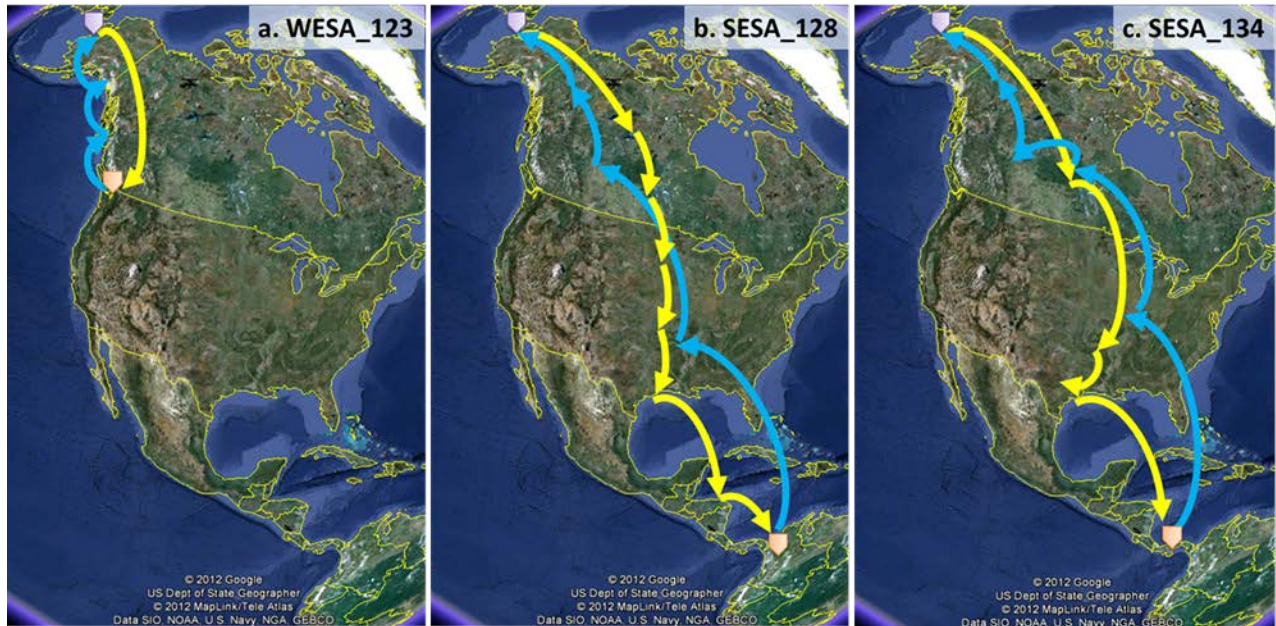 a. WESA_123
© 2012 Google
US Dept of State Geographer
© 2012 MapLink/Tele Atlas
Data SIO, NOAA, U.S. Navy, NGA, GEBCO
b. SESA_128
© 2012 Google
US Dept of State Geographer
© 2012 MapLink/Tele Atlas
Data SIO, NOAA, U.S. Navy, NGA, GEBCO
c. SESA_134
© 2012 Google
US Dept of State Geographer
© 2012 MapLink/Tele Atlas
Data SIO, NOAA, U.S. Navy, NGA, GEBCO